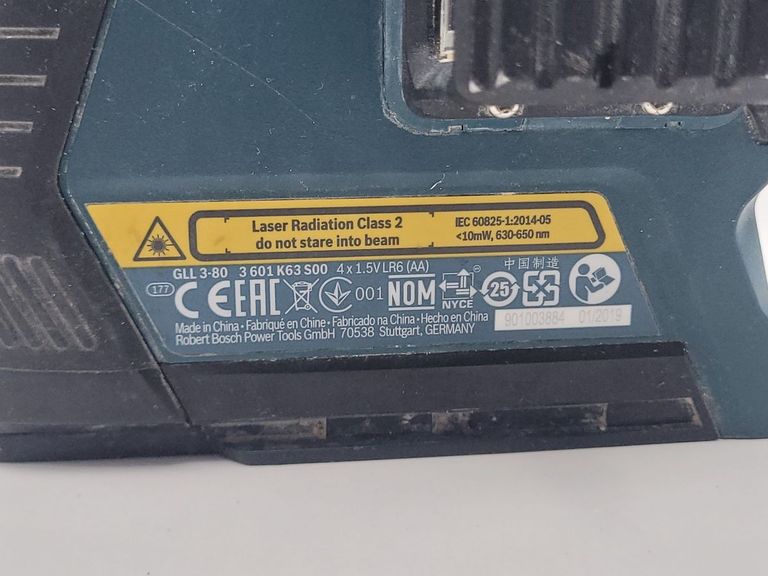 Laser Radiation Class 2
do not stare into beam
IEC 60825-1:2014-05
<10mW, 630-650 nm
GLL 3-80 3 601 K63 S00 4 x 1.5V LR6 (AA)
中国制造
177 CE EAC 001 NOM NYCE 25
Made in China • Fabriqué en Chine • Fabricado na China • Hecho en China
901003884 01/2019
Robert Bosch Power Tools GmbH 70538 Stuttgart, GERMANY